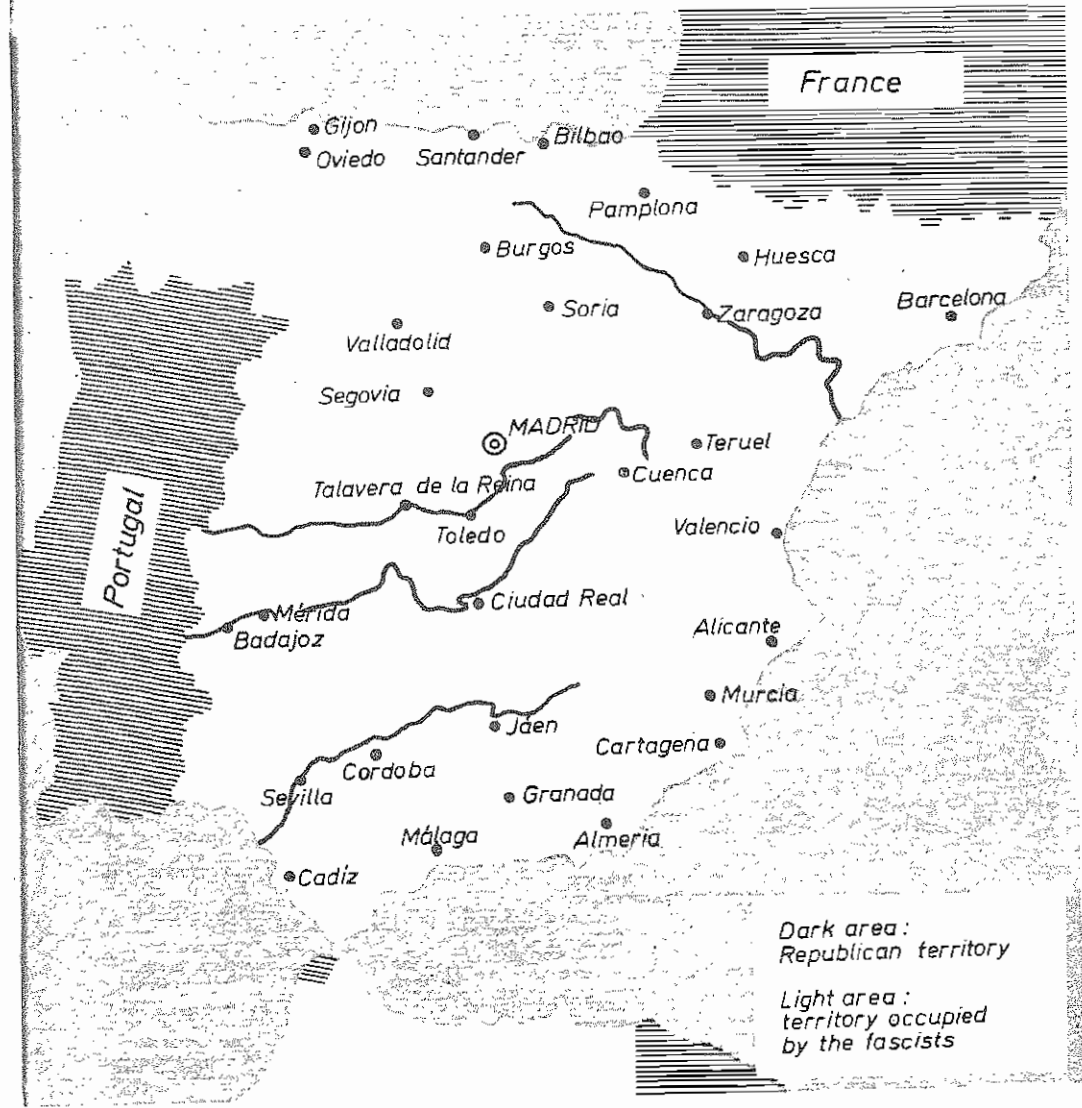 France
Gijon
Oviedo
Santander
Bilbao
Pamplona
Burgos
Huesca
Soria
Zaragoza
Barcelona
Valladolid
Segovia
MADRID
Teruel
Cuenca
Talavera de la Reina
Toledo
Valencio
Portugal
Mérida
Badajoz
Ciudad Real
Alicante
Murcia
Jáen
Cartagena
Cordoba
Sevilla
Granada
Málaga
Almeria
Cadíz
Dark area :
Republican territory
Light area :
territory occupied
by the fascists